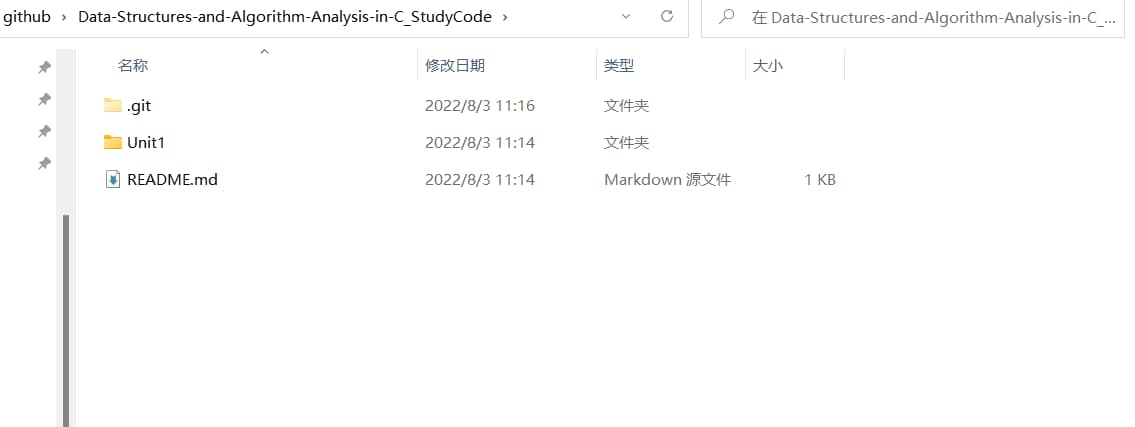 github › Data-Structures-and-Algorithm-Analysis-in-C_StudyCode ›
在 Data-Structures-and-Algorithm-Analysis-in-C_...
名称 修改日期 类型 大小
.git 2022/8/3 11:16 文件夹
Unit1 2022/8/3 11:14 文件夹
README.md 2022/8/3 11:14 Markdown 源文件 1 KB